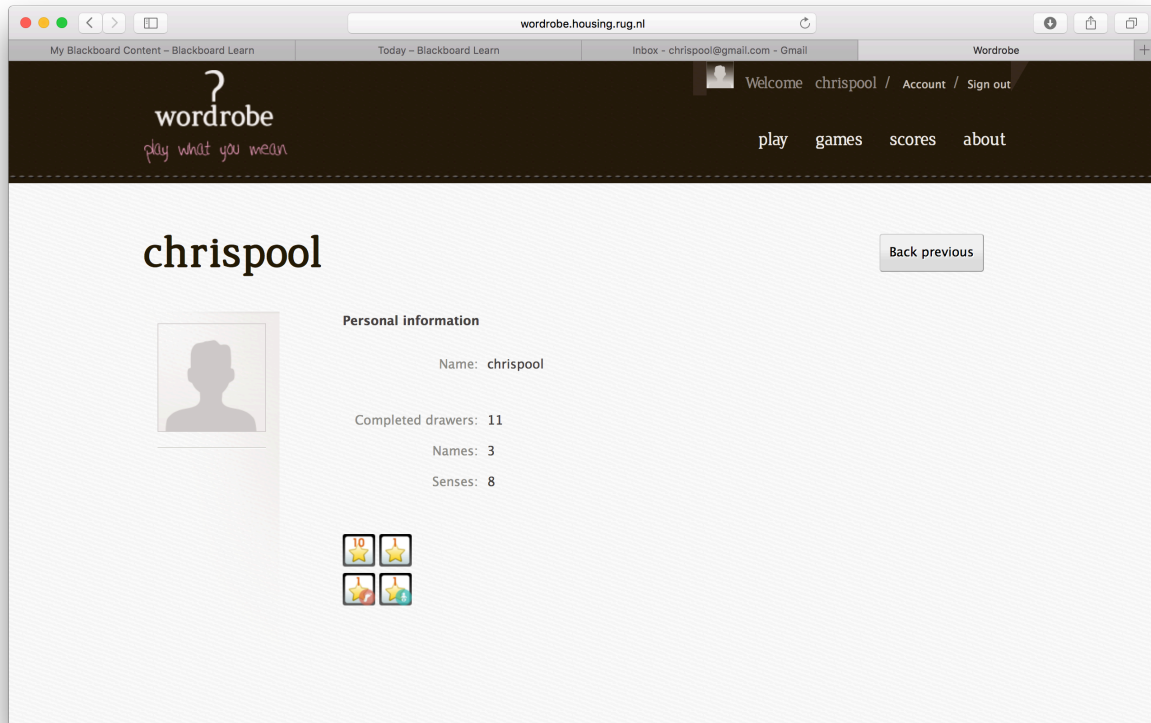 wordrobe.housing.rug.nl
My Blackboard Content – Blackboard Learn
Today – Blackboard Learn
Inbox - chrispool@gmail.com - Gmail
Wordrobe
Welcome chrispool / Account / Sign out
wordrobe
play what you mean
play games scores about
chrispool
Back previous
Personal information
Name: chrispool
Completed drawers: 11
Names: 3
Senses: 8
10 1
1 1